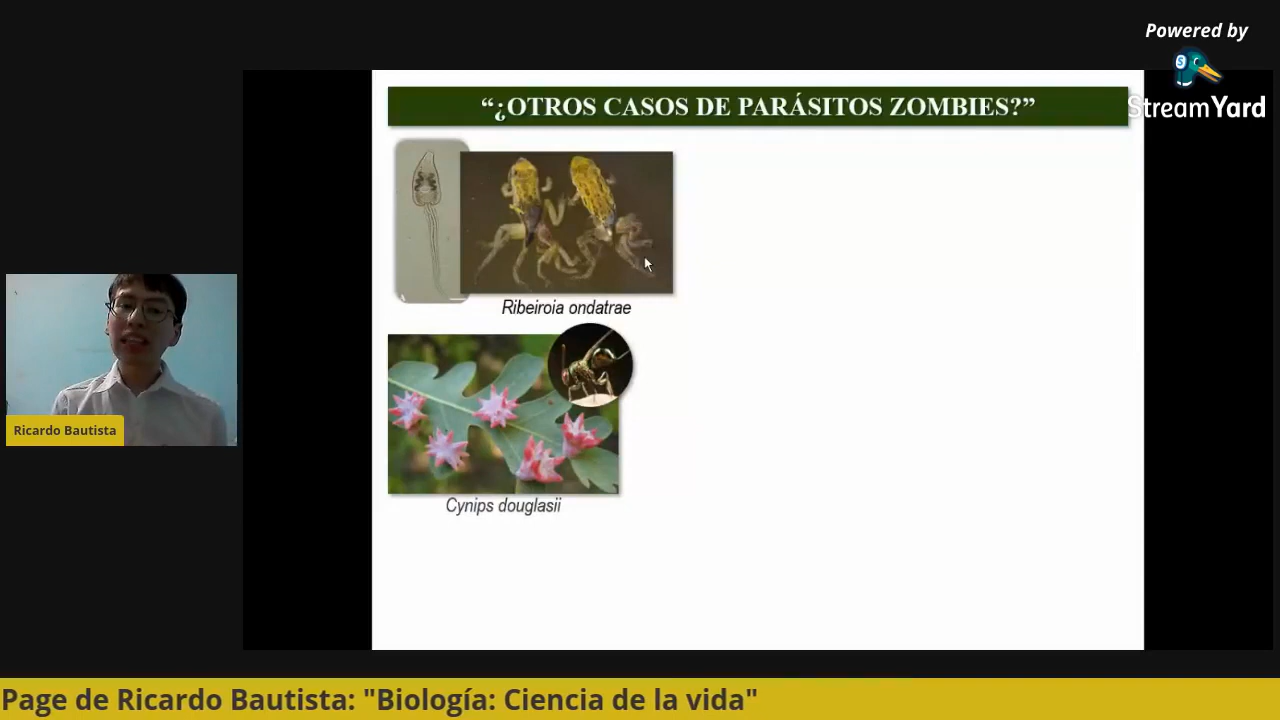 Powered by
StreamYard
“¿OTROS CASOS DE PARÁSITOS ZOMBIES?”
Ribeiroia ondatrae
Cynips douglasii
Ricardo Bautista
Page de Ricardo Bautista: "Biología: Ciencia de la vida"